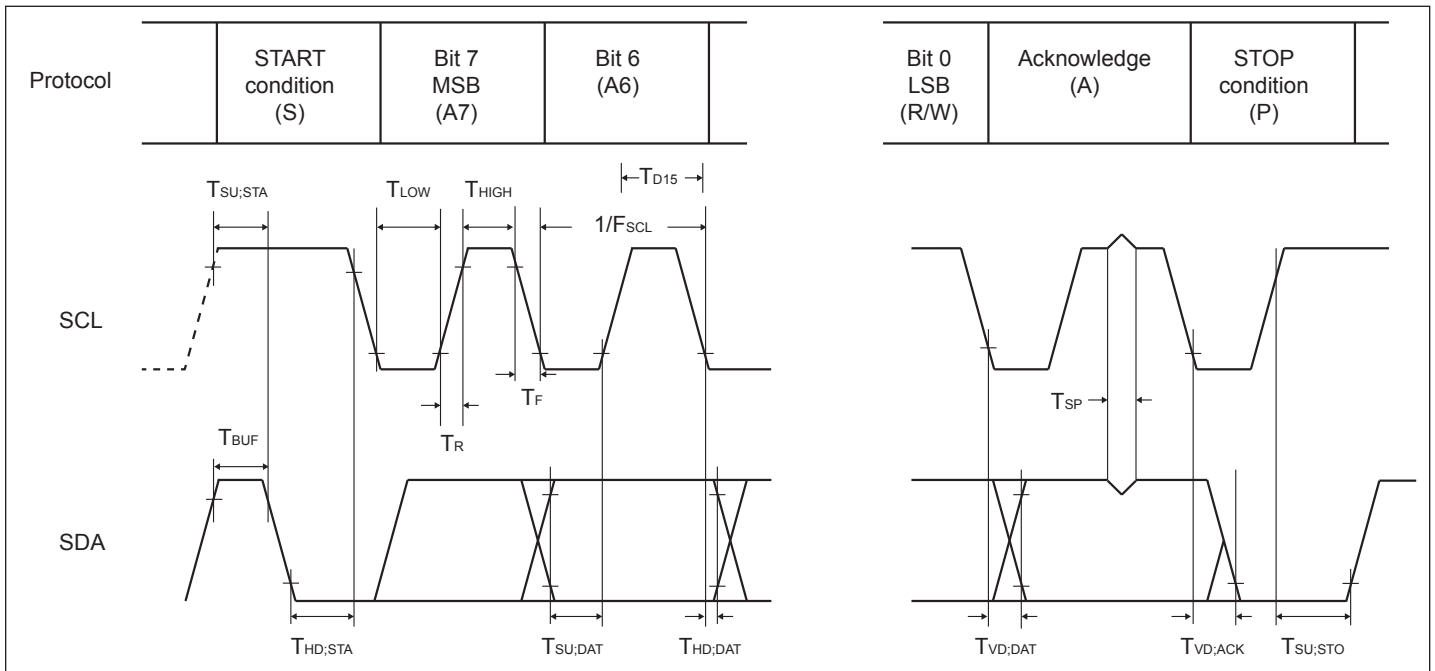 Protocol
START
condition
(S)
Bit 7
MSB
(A7)
Bit 6
(A6)
Bit 0
LSB
(R/W)
Acknowledge
(A)
STOP
condition
(P)
TSU;STA
TLOW
THIGH
TD15
1/FSCL
SCL
TF
TR
TSP
TBUF
SDA
THD;STA
TSU;DAT
THD;DAT
TVD;DAT
TVD;ACK
TSU;STO